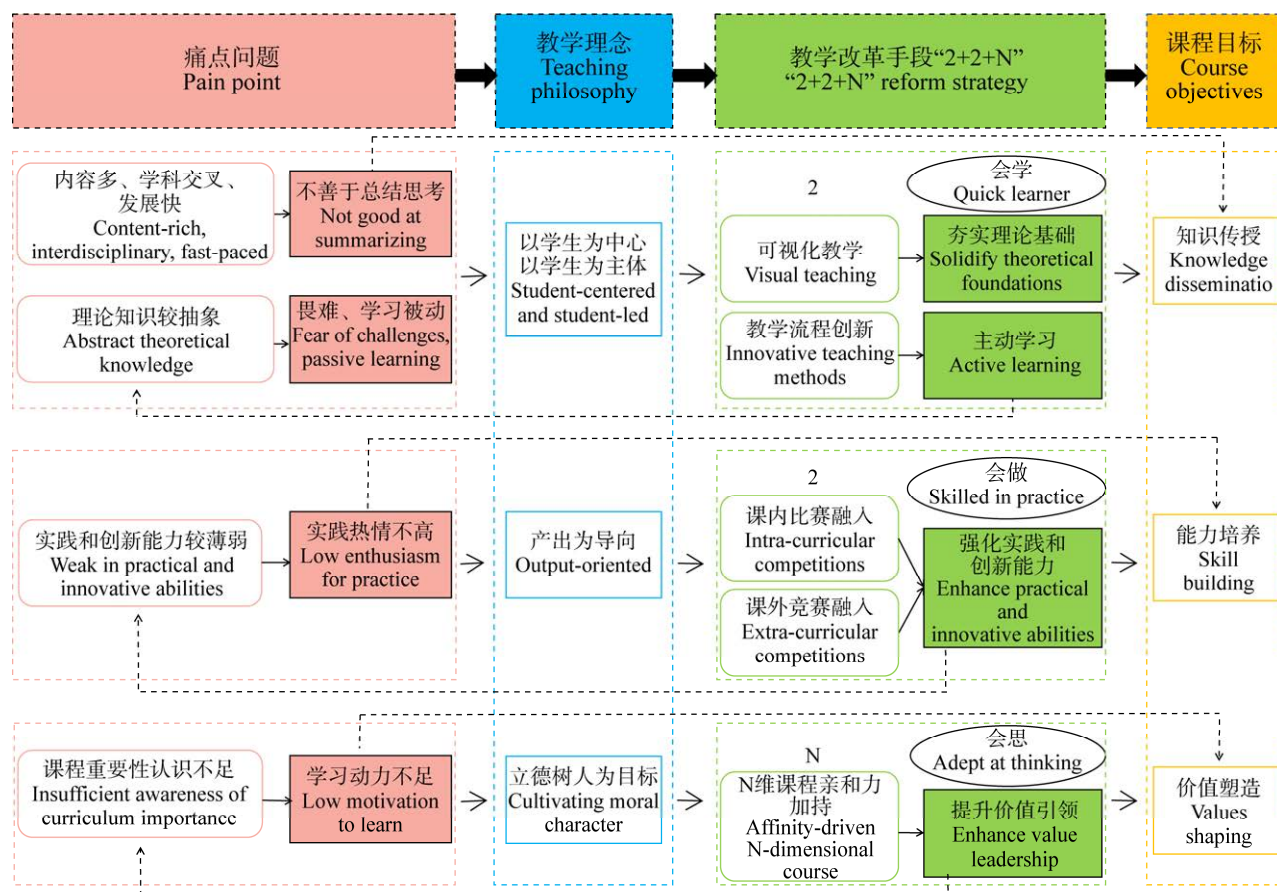 痛点问题
Pain point
教学理念
Teaching
philosophy
教学改革手段“2+2+N”
“2+2+N” reform strategy
课程目标
Course
objectives
内容多、学科交叉、
发展快
Content-rich,
interdisciplinary, fast-paced
不善于总结思考
Not good at
summarizing
理论知识较抽象
Abstract theoretical
knowledge
畏难、学习被动
Fear of challenges,
passive learning
以学生为中心
以学生为主体
Student-centered
and student-led
2
会学
Quick learner
可视化教学
Visual teaching
夯实理论基础
Solidify theoretical
foundations
教学流程创新
Innovative teaching
methods
主动学习
Active learning
知识传授
Knowledge
disseminatio
实践和创新能力较薄弱
Weak in practical and
innovative abilities
实践热情不高
Low enthusiasm
for practice
产出为导向
Output-oriented
2
会做
Skilled in practice
课内比赛融入
Intra-curricular
competitions
课外竞赛融入
Extra-curricular
competitions
强化实践和
创新能力
Enhance practical
and
innovative abilities
能力培养
Skill
building
课程重要性认识不足
Insufficient awareness of
curriculum importance
学习动力不足
Low motivation
to learn
立德树人为目标
Cultivating moral
character
N
会思
Adept at thinking
N维课程亲和力
加持
Affinity-driven
N-dimensional
course
提升价值引领
Enhance value
leadership
价值塑造
Values
shaping